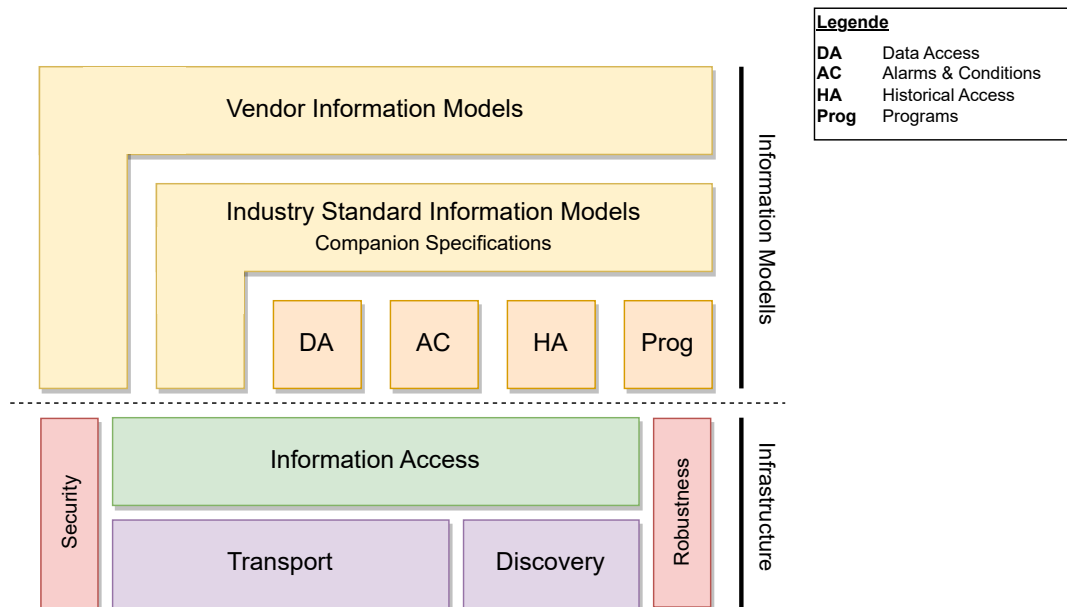 Legende
DA Data Access
AC Alarms & Conditions
HA Historical Access
Prog Programs
Vendor Information Models
Industry Standard Information Models
Companion Specifications
DA
AC
HA
Prog
Information Modells
Security
Information Access
Robustness
Transport
Discovery
Infrastructure